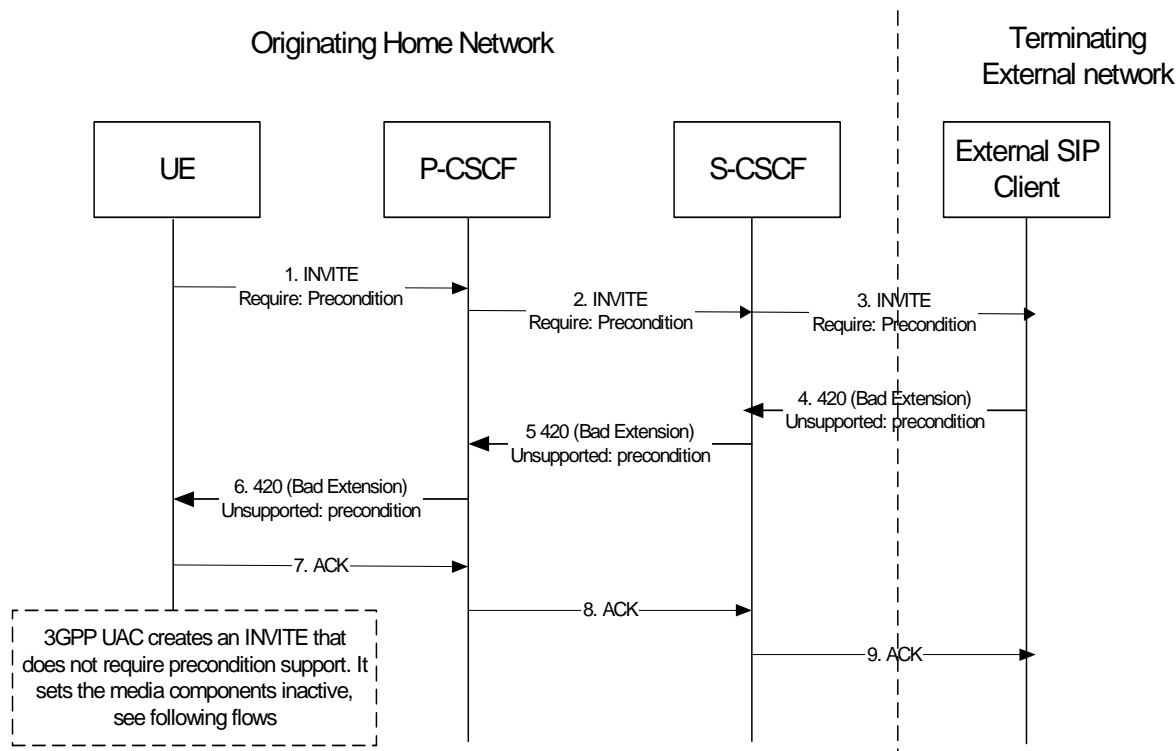 Originating Home Network
Terminating
External network
UE
P-CSCF
S-CSCF
External SIP
Client
1. INVITE
Require: Precondition
2. INVITE
Require: Precondition
3. INVITE
Require: Precondition
4. 420 (Bad Extension)
Unsupported: precondition
5 420 (Bad Extension)
Unsupported: precondition
6. 420 (Bad Extension)
Unsupported: precondition
7. ACK
8. ACK
9. ACK
3GPP UAC creates an INVITE that
does not require precondition support. It
sets the media components inactive,
see following flows